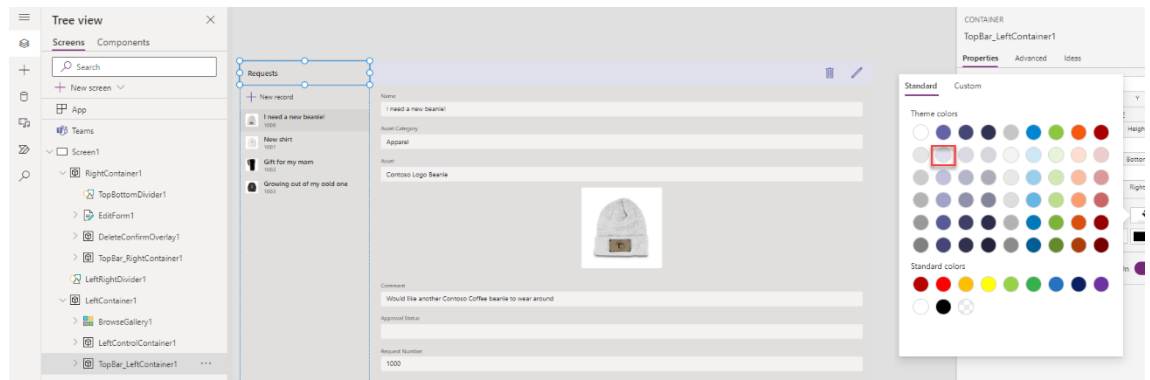 Tree view
Screens Components
Search
New screen
App
Teams
Screen1
RightContainer1
TopBottomDivider1
EditForm1
DeleteConfirmOverlay1
TopBar_RightContainer1
LeftRightDivider1
LeftContainer1
BrowseGallery1
LeftControlContainer1
TopBar_LeftContainer1
Requests
New record
I need a new beanie!
1000
New shirt
1001
Gift for my mom
1002
Growing out of my oold one
1003
Name
I need a new beanie!
Asset Category
Apparel
Asset
Contoso Logo Beanie
Comment
Would like another Contoso Coffee beanie to wear around
Approval Status
Request Number
1000
CONTAINER
TopBar_LeftContainer1
Properties Advanced Ideas
Standard Custom
Theme colors
Standard colors
Y
Heigh
Bottom
Right
On